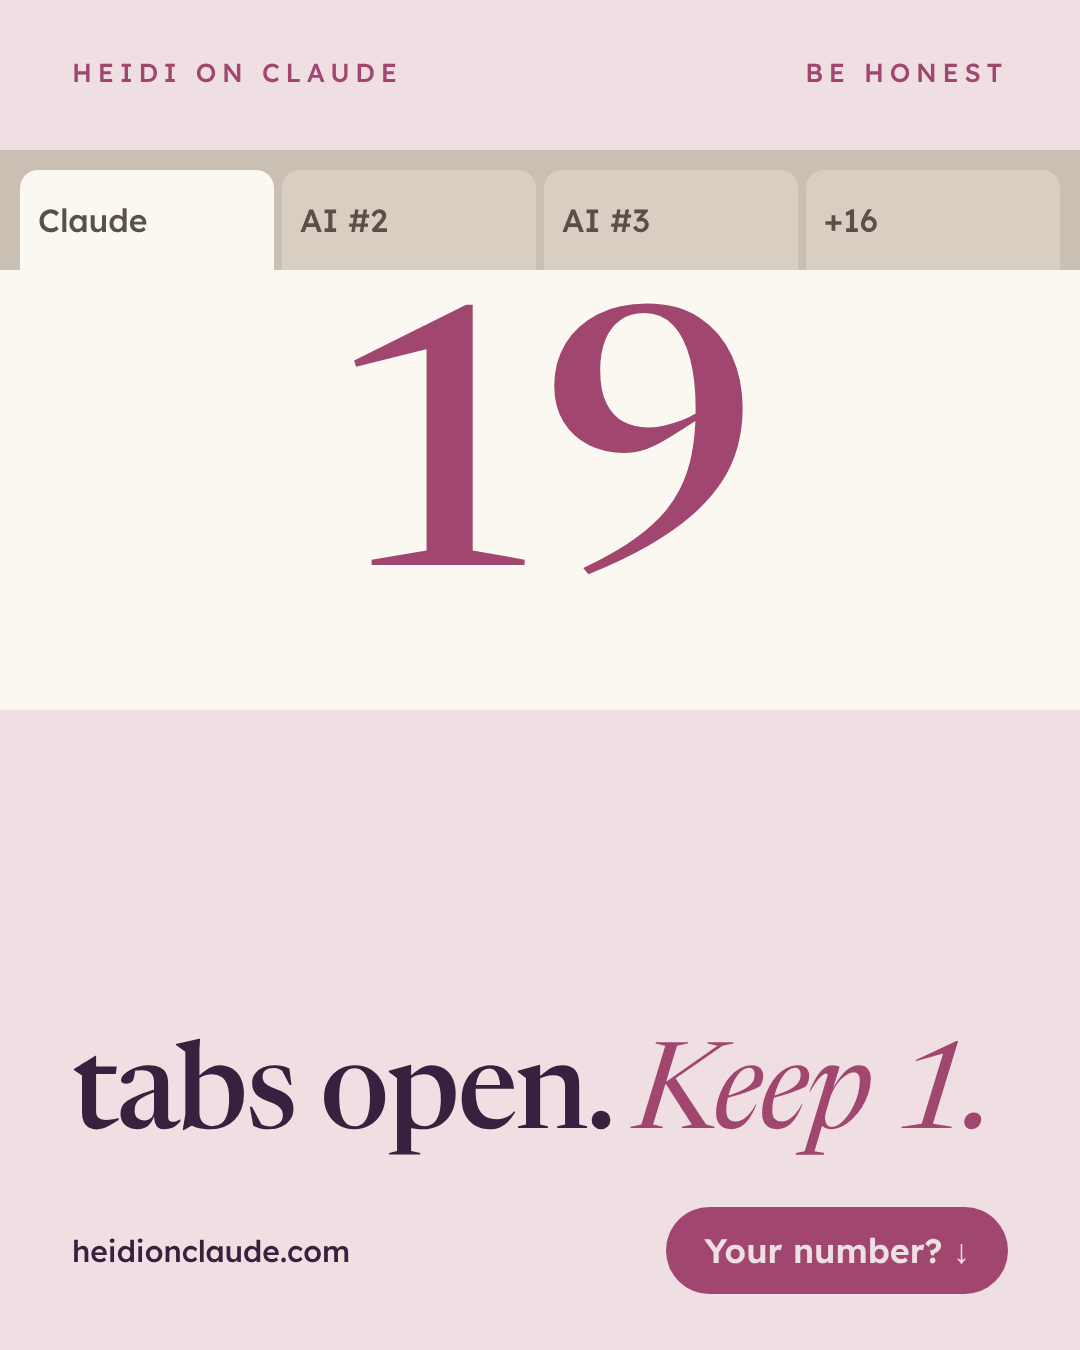 HEIDI ON CLAUDE
BE HONEST
Claude
AI #2
AI #3
+16
19
tabs open. Keep 1.
heidionclaude.com
Your number? ↓